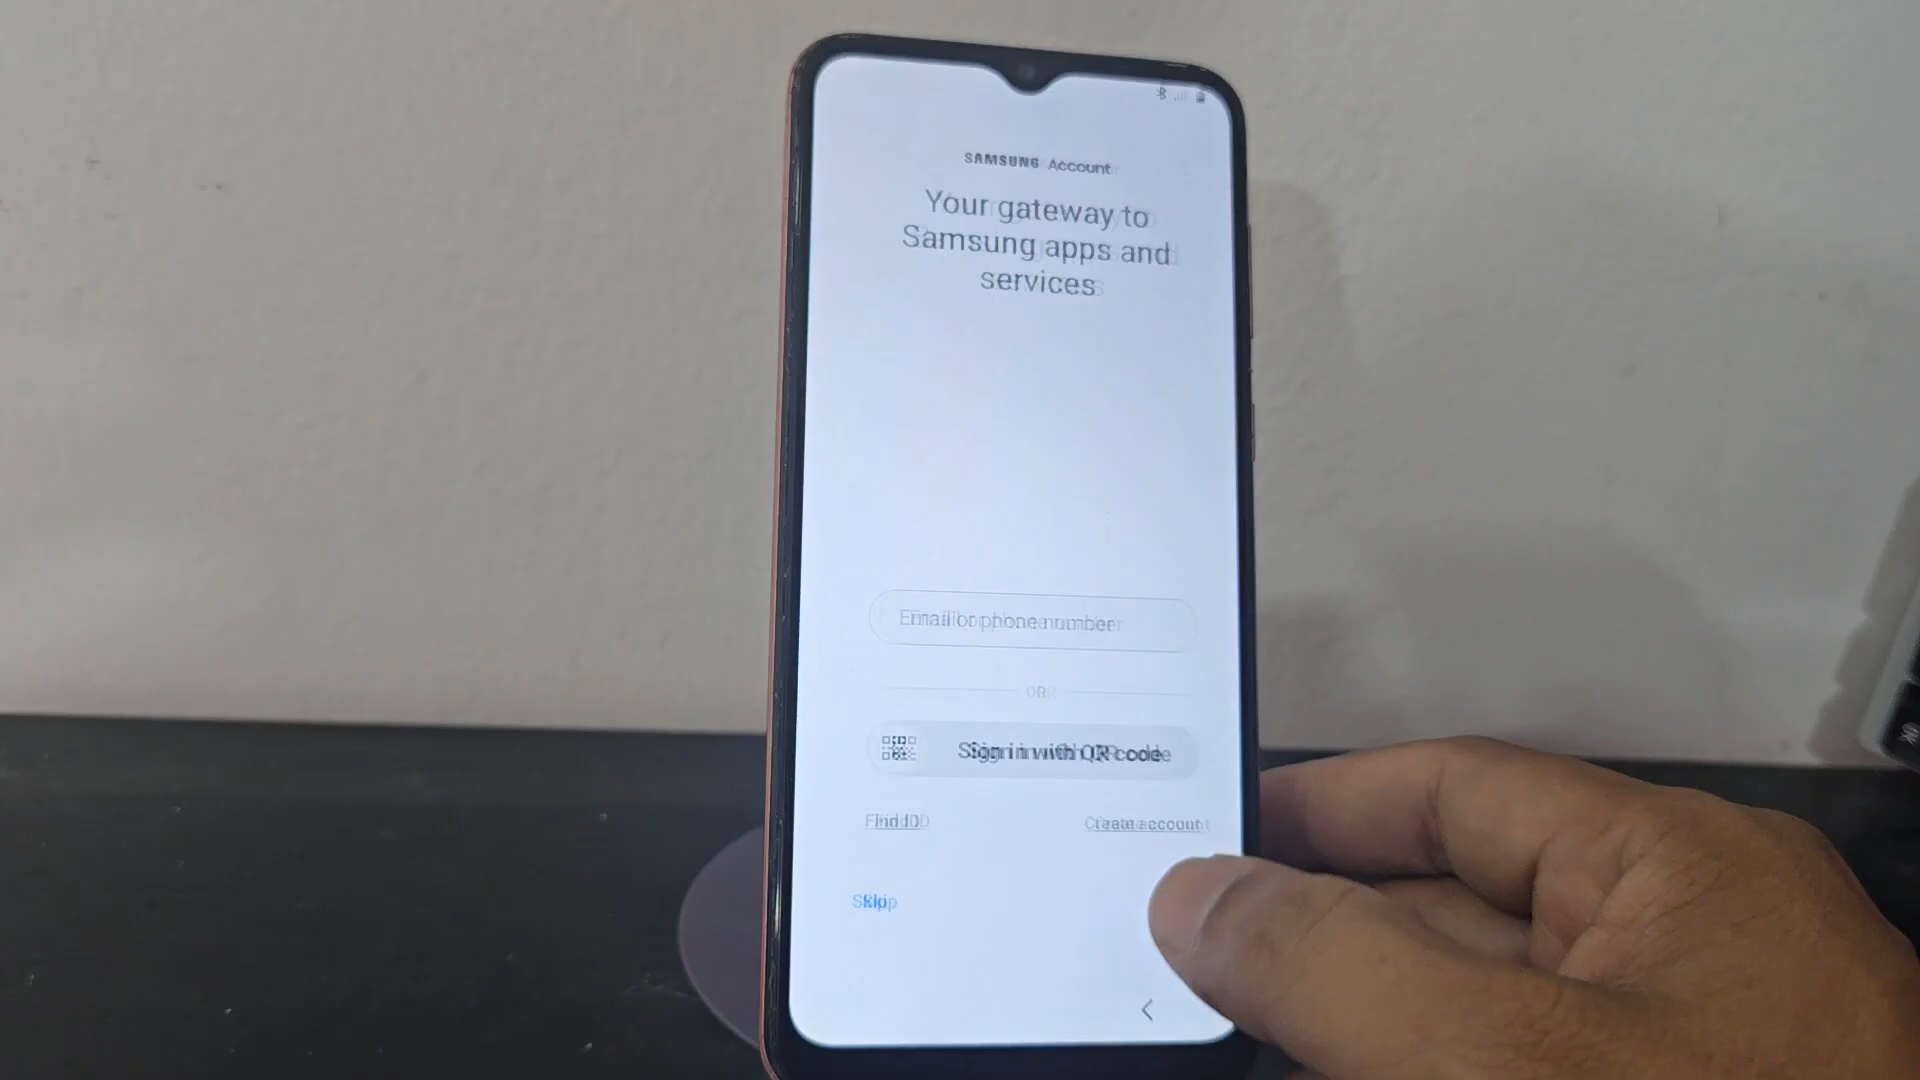 SAMSUNG Account
Your gateway to
Samsung apps and
services
Email or phone number
OR
Sign in with QR code
Find ID
Create account
Skip